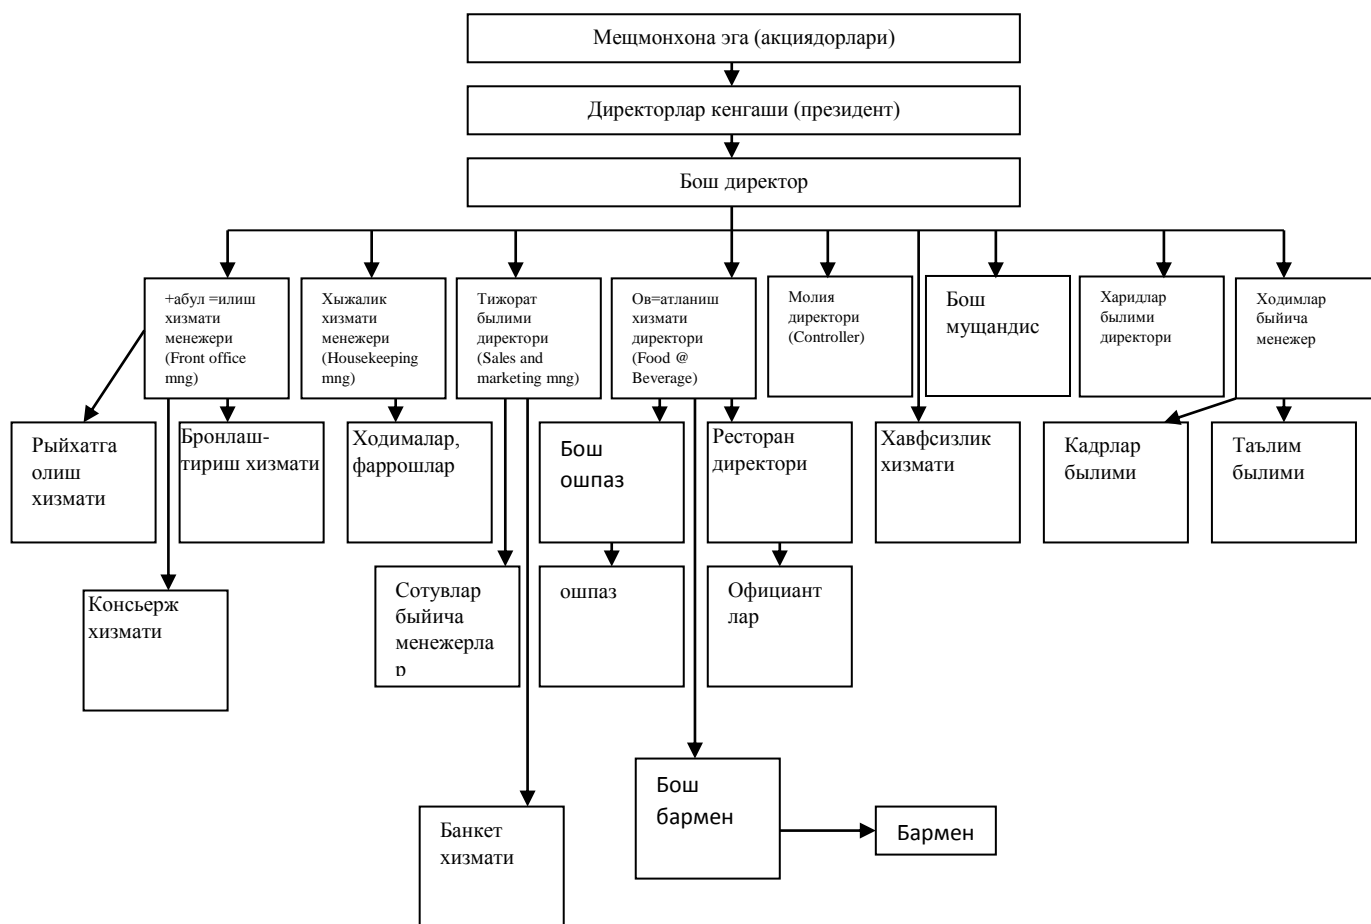 Мещмонхона эга (акциядорлари)
Директорлар кенгаши (президент)
Бош директор
+абул =илиш
хизмати
менежери
(Front office
mng)
Хыжалик
хизмати
менежери
(Housekeeping
mng)
Тижорат
былими
директори
(Sales and
marketing mng)
Ов=атланиш
хизмати
директори
(Food @
Beverage)
Молия
директори
(Controller)
Бош
мущандис
Харидлар
былими
директори
Ходимлар
быйича
менежер
Рыйхатга
олиш
хизмати
Бронлаш-
тириш хизмати
Ходималар,
фаррошлар
Бош
ошпаз
Ресторан
директори
Хавфсизлик
хизмати
Кадрлар
былими
Таълим
былими
Консьерж
хизмати
Сотувлар
быйича
менежерла
р
ошпаз
Официант
лар
Банкет
хизмати
Бош
бармен
Бармен